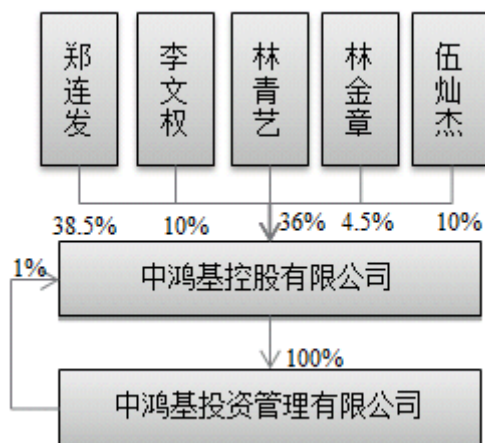 郑连发
李文权
林青艺
林金章
伍灿杰
38.5%
10%
36%
4.5%
10%
1%
中鸿基控股有限公司
100%
中鸿基投资管理有限公司